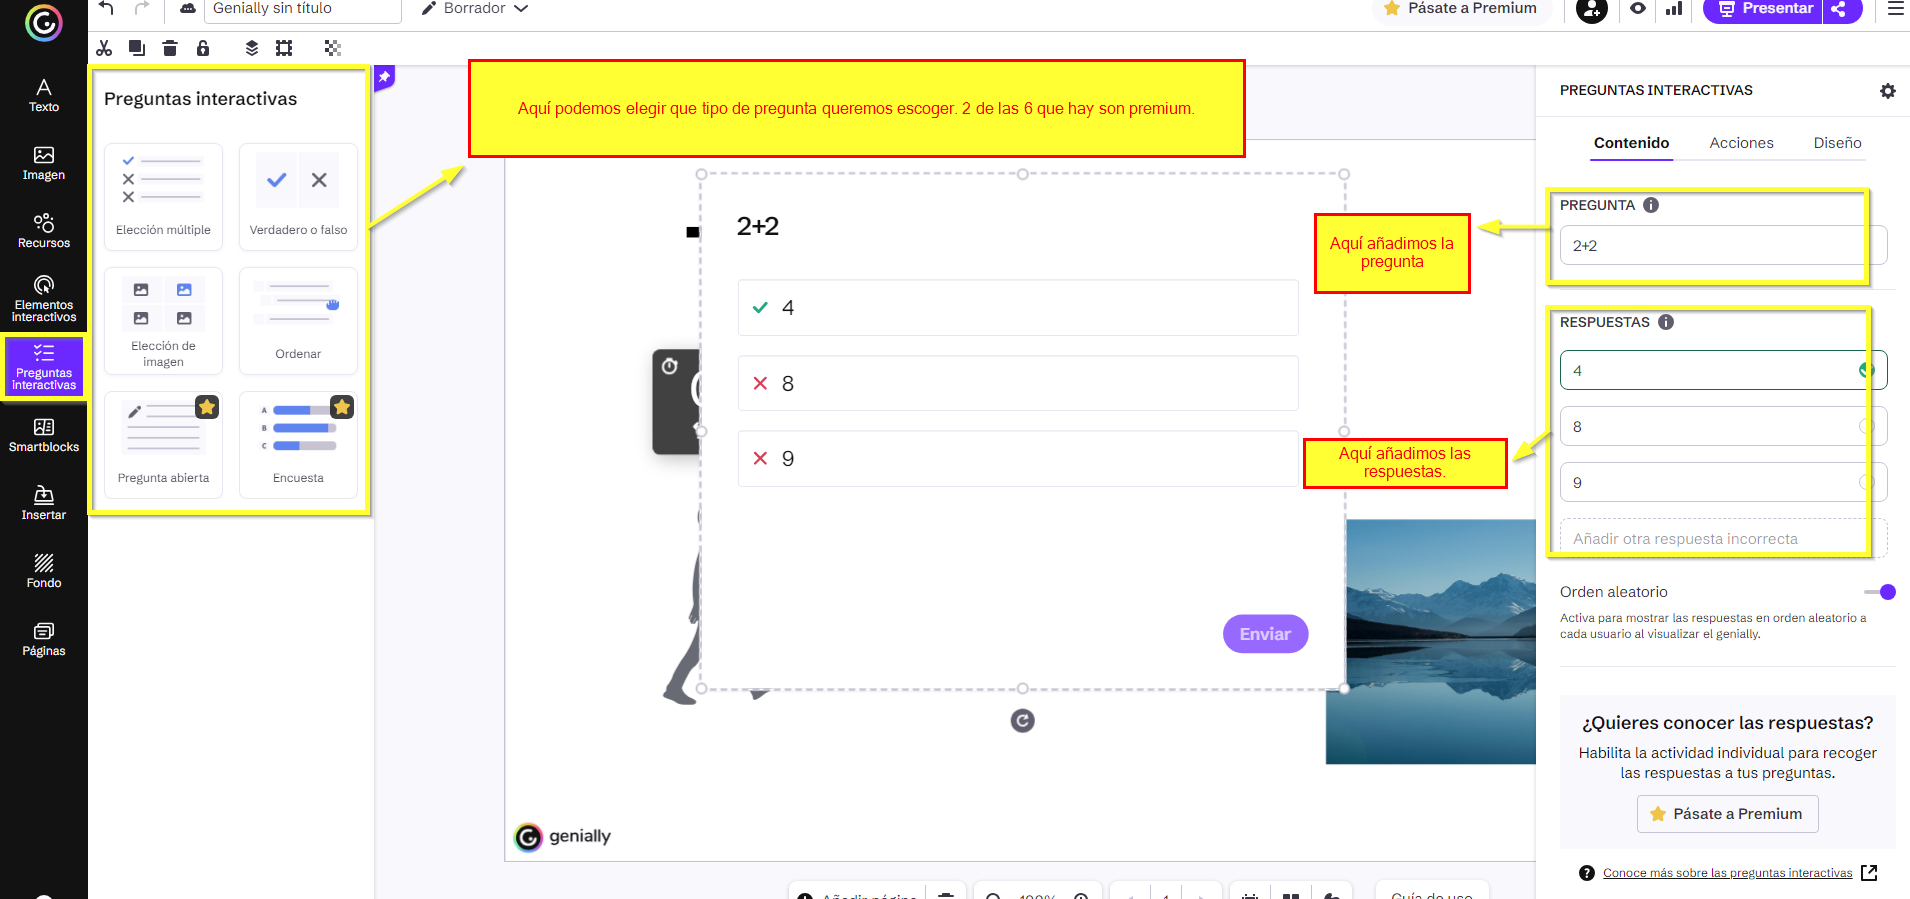 Genially sin título
Borrador
Pásate a Premium
Presentar
Texto
Imagen
Recursos
Elementos
interactivos
Preguntas
interactivas
Smartblocks
Insertar
Fondo
Páginas
Preguntas interactivas
Elección múltiple
Verdadero o falso
Elección de
imagen
Ordenar
Pregunta abierta
A
B
C
Encuesta
Aquí podemos elegir que tipo de pregunta queremos escoger. 2 de las 6 que hay son premium.
2+2
4
8
9
Enviar
genially
Aquí añadimos la
pregunta
Aquí añadimos las
respuestas.
PREGUNTAS INTERACTIVAS
Contenido
Acciones
Diseño
PREGUNTA
2+2
RESPUESTAS
4
8
9
Añadir otra respuesta incorrecta
Orden aleatorio
Activa para mostrar las respuestas en orden aleatorio a
cada usuario al visualizar el genially.
¿Quieres conocer las respuestas?
Habilita la actividad individual para recoger
las respuestas a tus preguntas.
Pásate a Premium
Conoce más sobre las preguntas interactivas
Añadir página
100%
1
Guía de uso